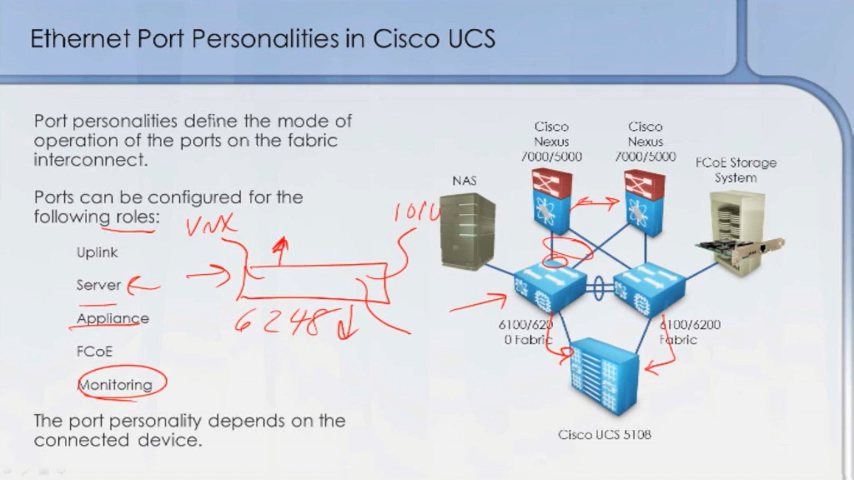 Ethernet Port Personalities in Cisco UCS
Port personalities define the mode of
operation of the ports on the fabric
interconnect.
Ports can be configured for the
following roles:
Uplink
Server
Appliance
FCoE
Monitoring
The port personality depends on the
connected device.
VNX
6248
NAS
Cisco
Nexus
7000/5000
Cisco
Nexus
7000/5000
FCoE Storage
System
6100/620
0 Fabric
6100/6200
Fabric
Cisco UCS 5108